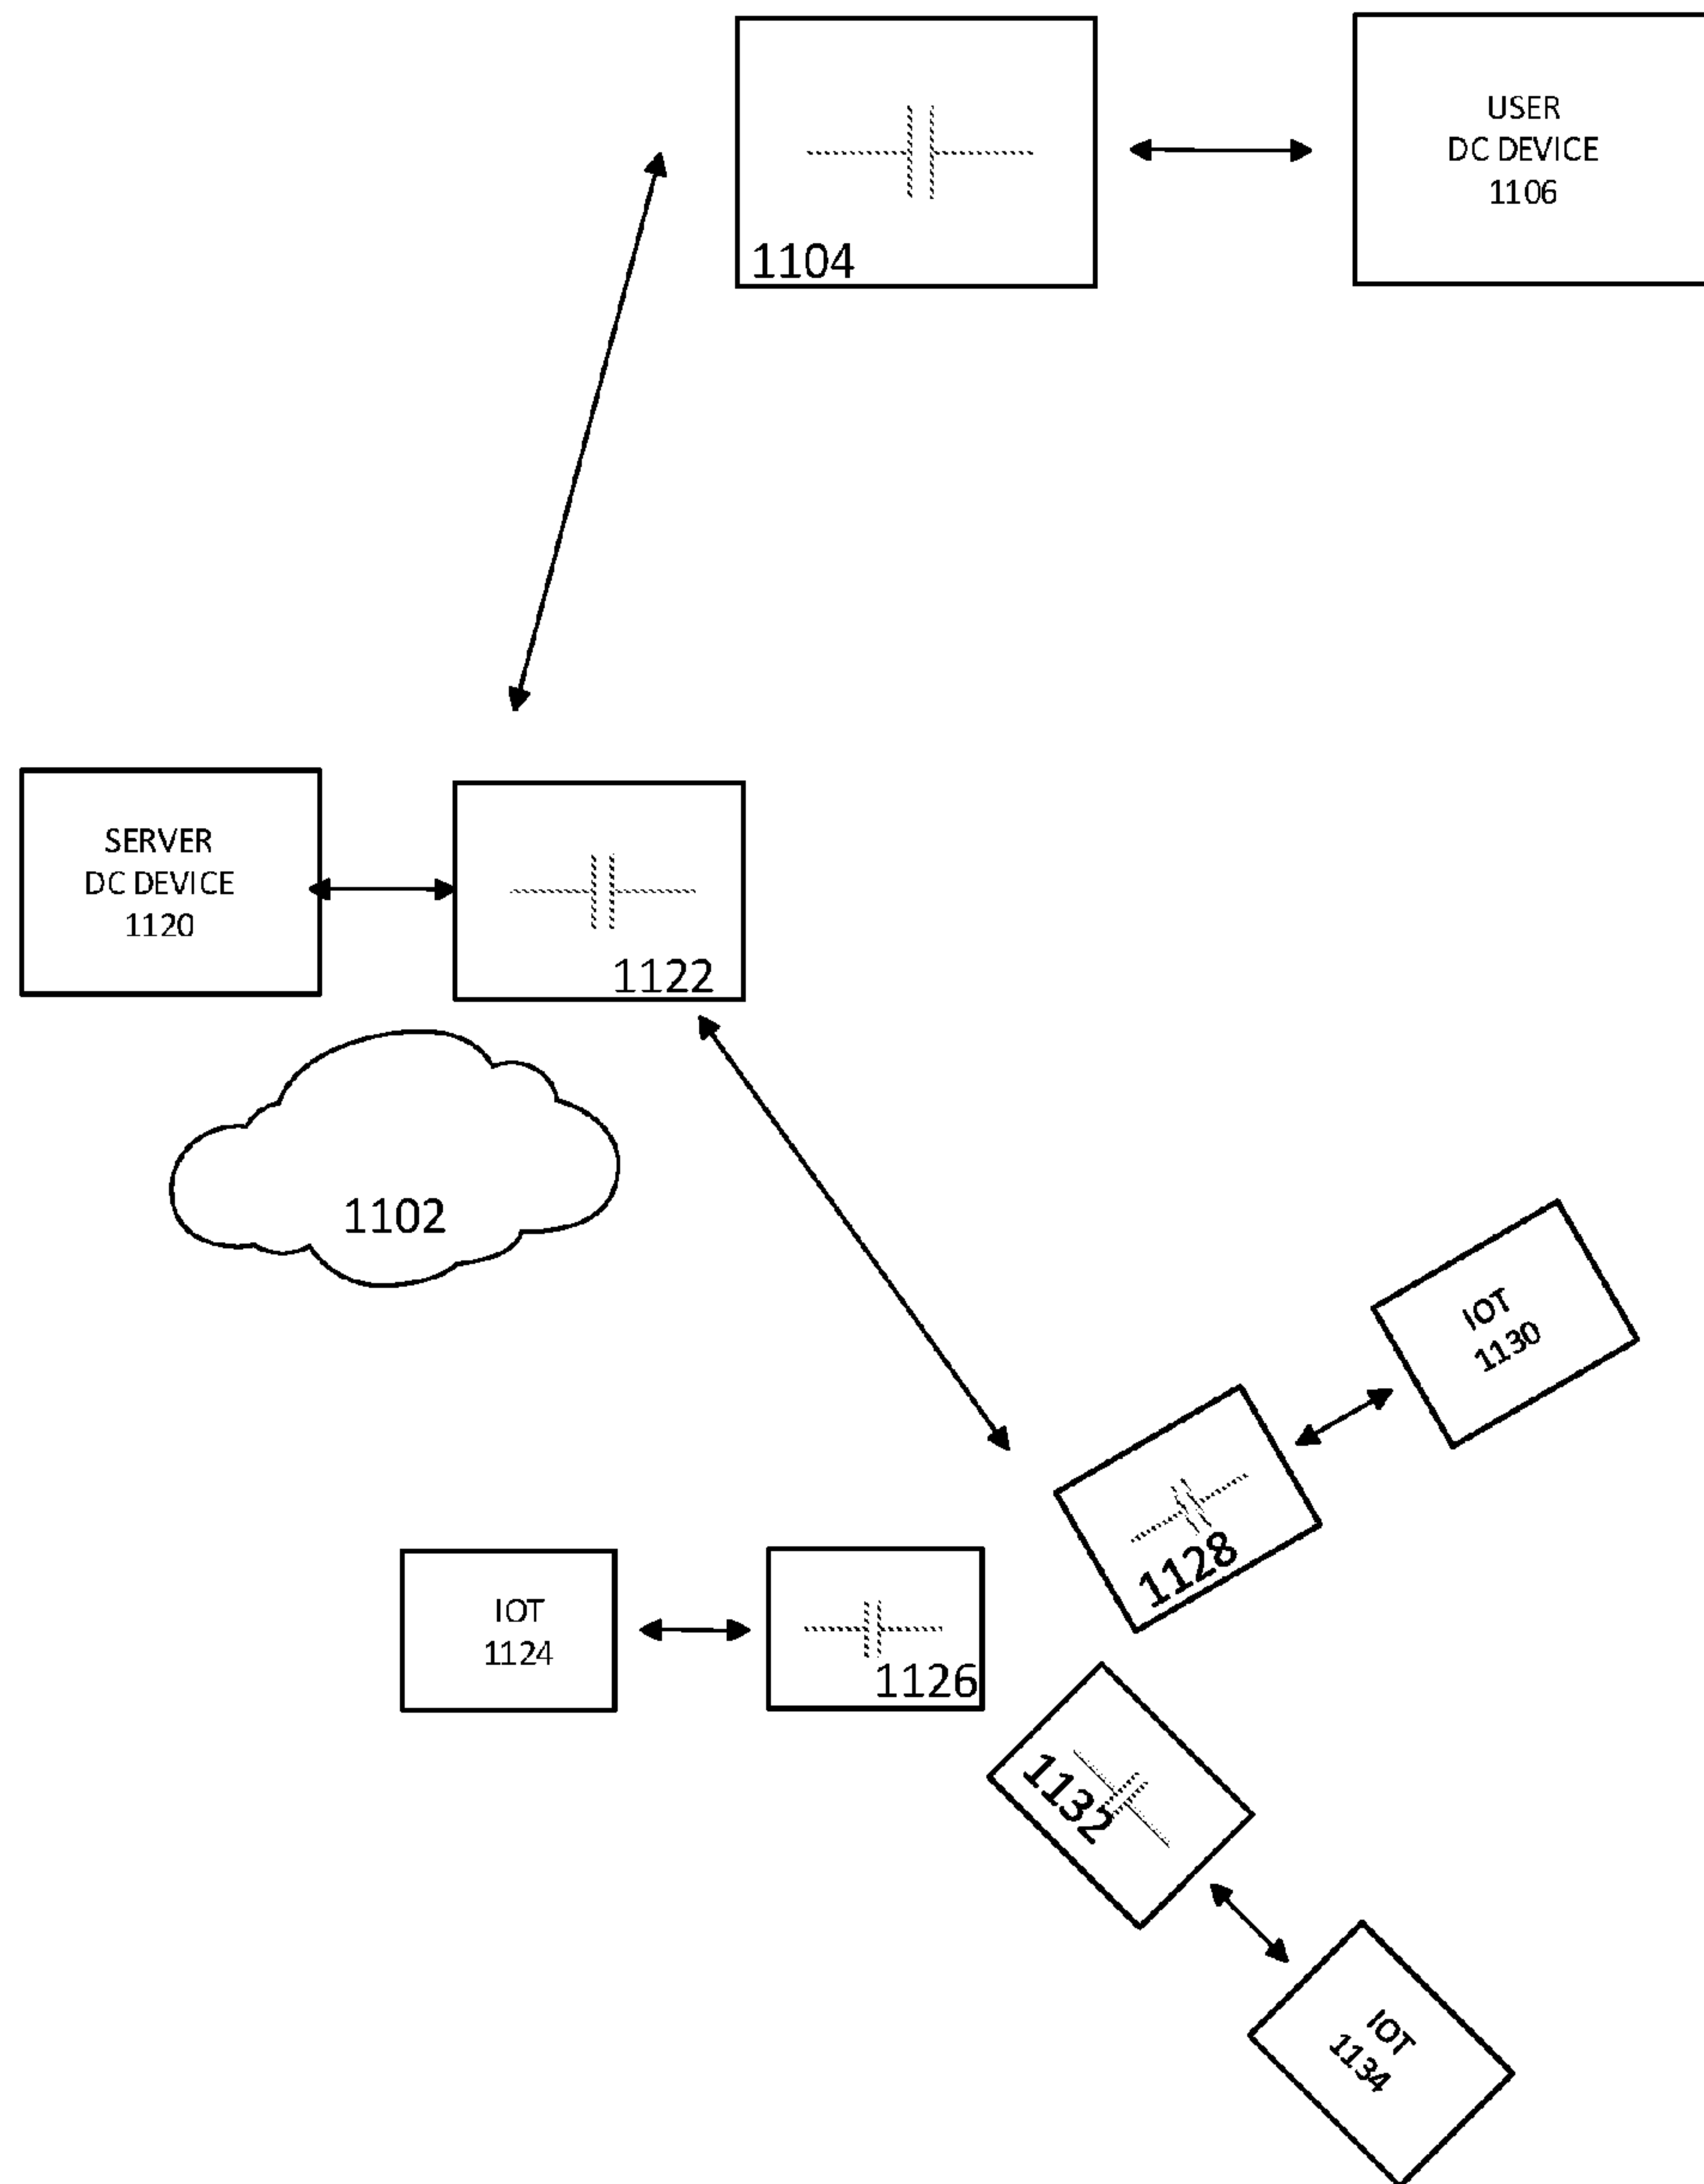 1104
USER
DC DEVICE
1106
SERVER
DC DEVICE
1120
1122
1102
IOT
1130
1128
IOT
1124
1126
1132
IOT
1134